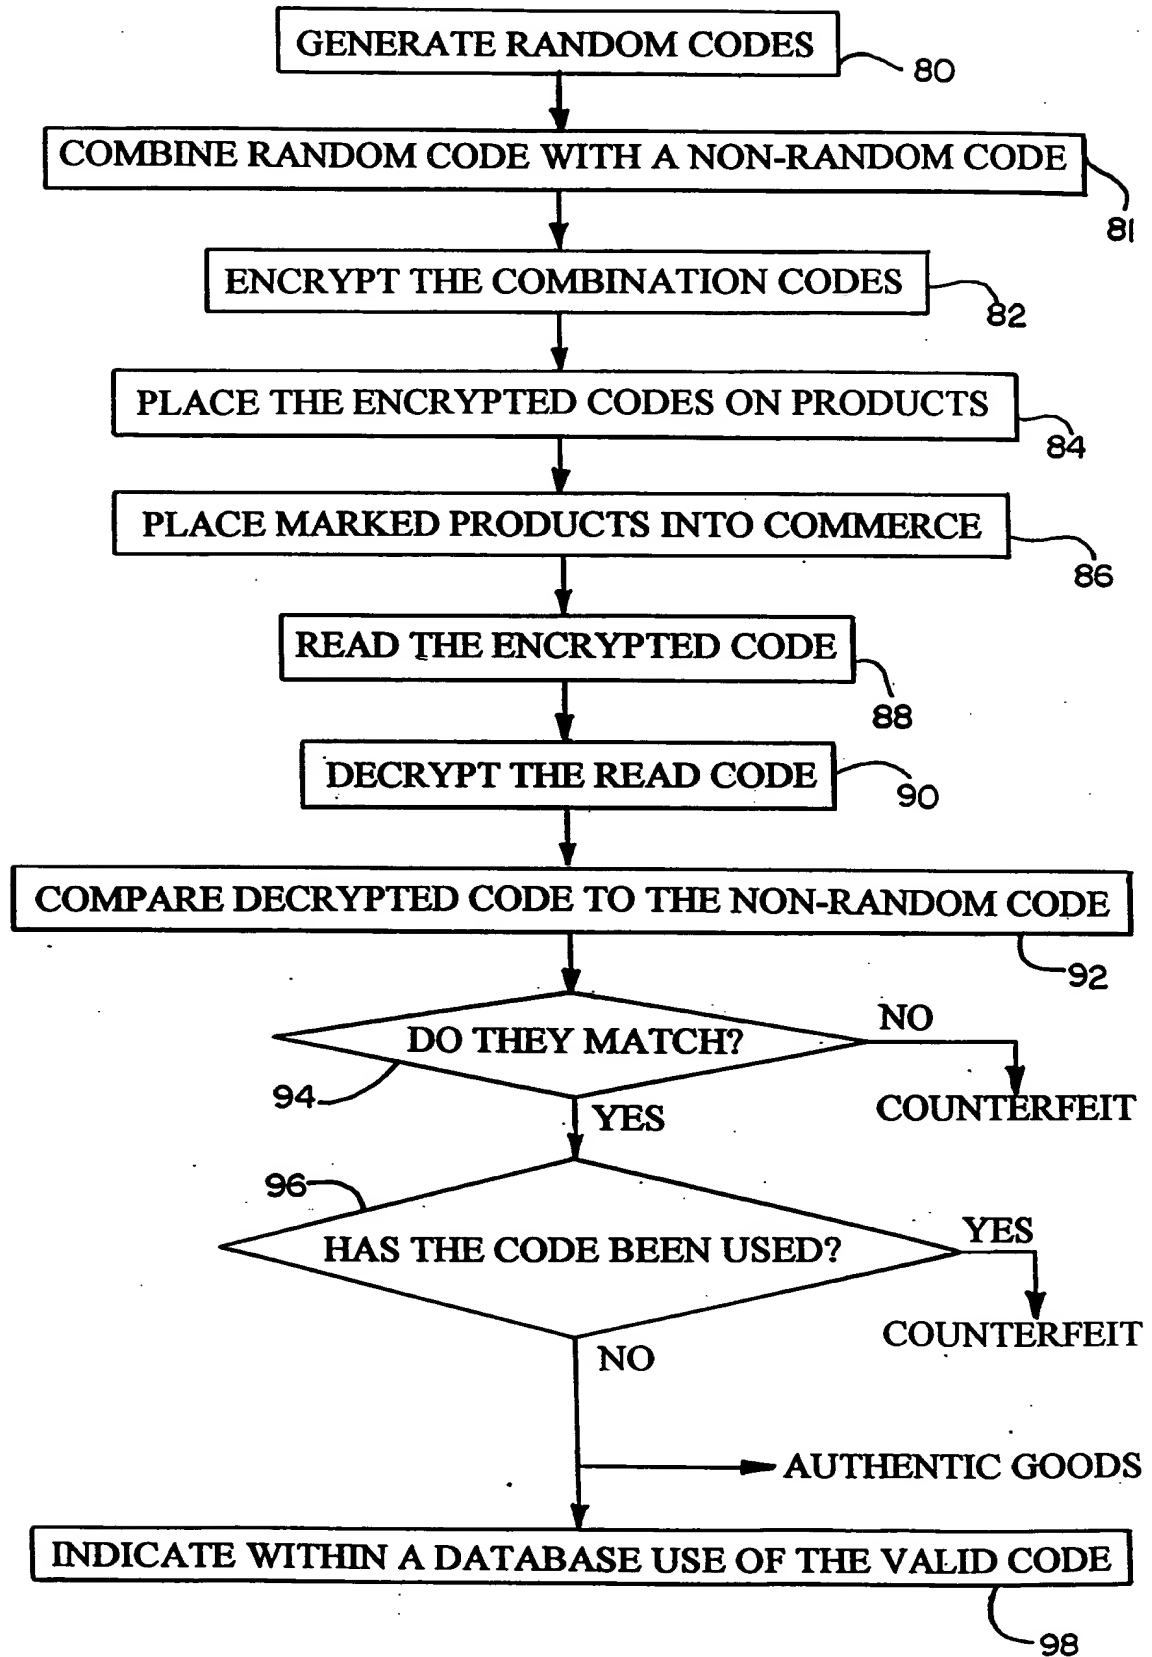 GENERATE RANDOM CODES
80
COMBINE RANDOM CODE WITH A NON-RANDOM CODE
81
ENCRYPT THE COMBINATION CODES
82
PLACE THE ENCRYPTED CODES ON PRODUCTS
84
PLACE MARKED PRODUCTS INTO COMMERCE
86
READ THE ENCRYPTED CODE
88
DECRYPT THE READ CODE
90
COMPARE DECRYPTED CODE TO THE NON-RANDOM CODE
92
DO THEY MATCH?
NO
94
COUNTERFEIT
YES
96
HAS THE CODE BEEN USED?
YES
COUNTERFEIT
NO
AUTHENTIC GOODS
INDICATE WITHIN A DATABASE USE OF THE VALID CODE
98